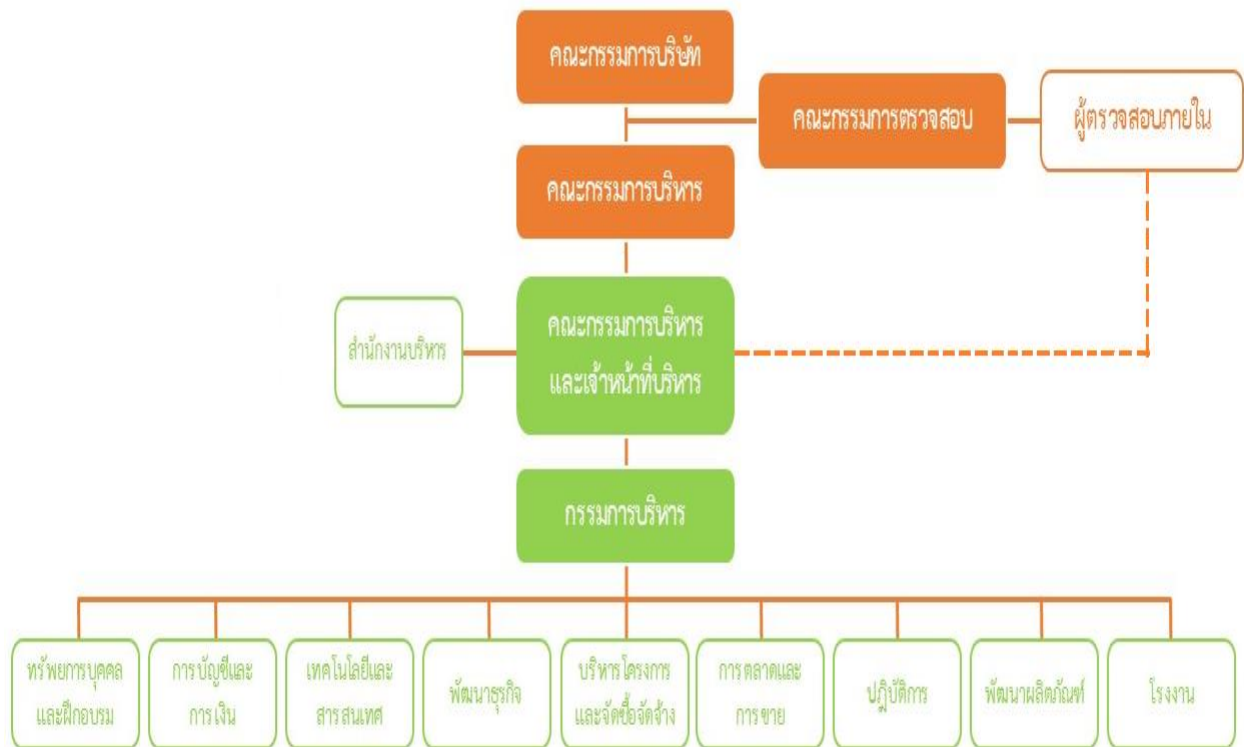 คณะกรรมการบริษัท
คณะกรรมการตรวจสอบ
ผู้ตรวจสอบภายใน
คณะกรรมการบริหาร
สำนักงานบริหาร
คณะกรรมการบริหาร
และเจ้าหน้าที่บริหาร
กรรมการบริหาร
ทรัพยการบุคคล
และฝึกอบรม
การบัญชีและ
การเงิน
เทคโนโลยีและ
สารสนเทศ
พัฒนาธุรกิจ
บริหารโครงการ
และจัดซื้อจัดจ้าง
การตลาดและ
การขาย
ปฎิบัติการ
พัฒนาผลิตภัณฑ์
โรงงาน